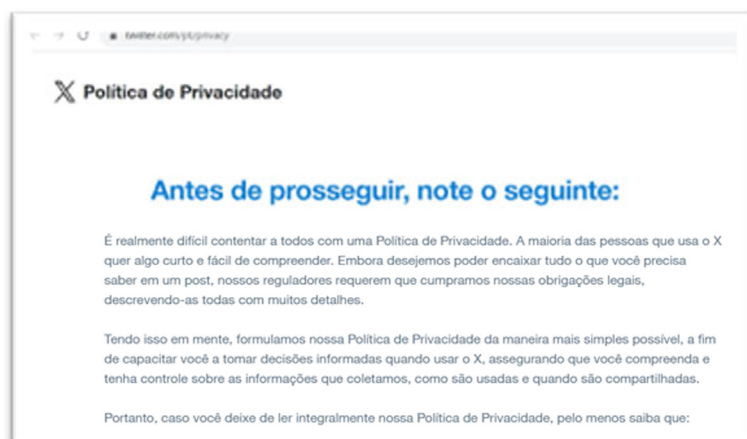 twitter.com/pt/privacy
Política de Privacidade
Antes de prosseguir, note o seguinte:
É realmente difícil contentar a todos com uma Política de Privacidade. A maioria das pessoas que usa o X
quer algo curto e fácil de compreender. Embora desejemos poder encaixar tudo o que você precisa
saber em um post, nossos reguladores requerem que cumpramos nossas obrigações legais,
descrevendo-as todas com muitos detalhes.
Tendo isso em mente, formulamos nossa Política de Privacidade da maneira mais simples possível, a fim
de capacitar você a tomar decisões informadas quando usar o X, assegurando que você compreenda e
tenha controle sobre as informações que coletamos, como são usadas e quando são compartilhadas.
Portanto, caso você deixe de ler integralmente nossa Política de Privacidade, pelo menos saiba que: